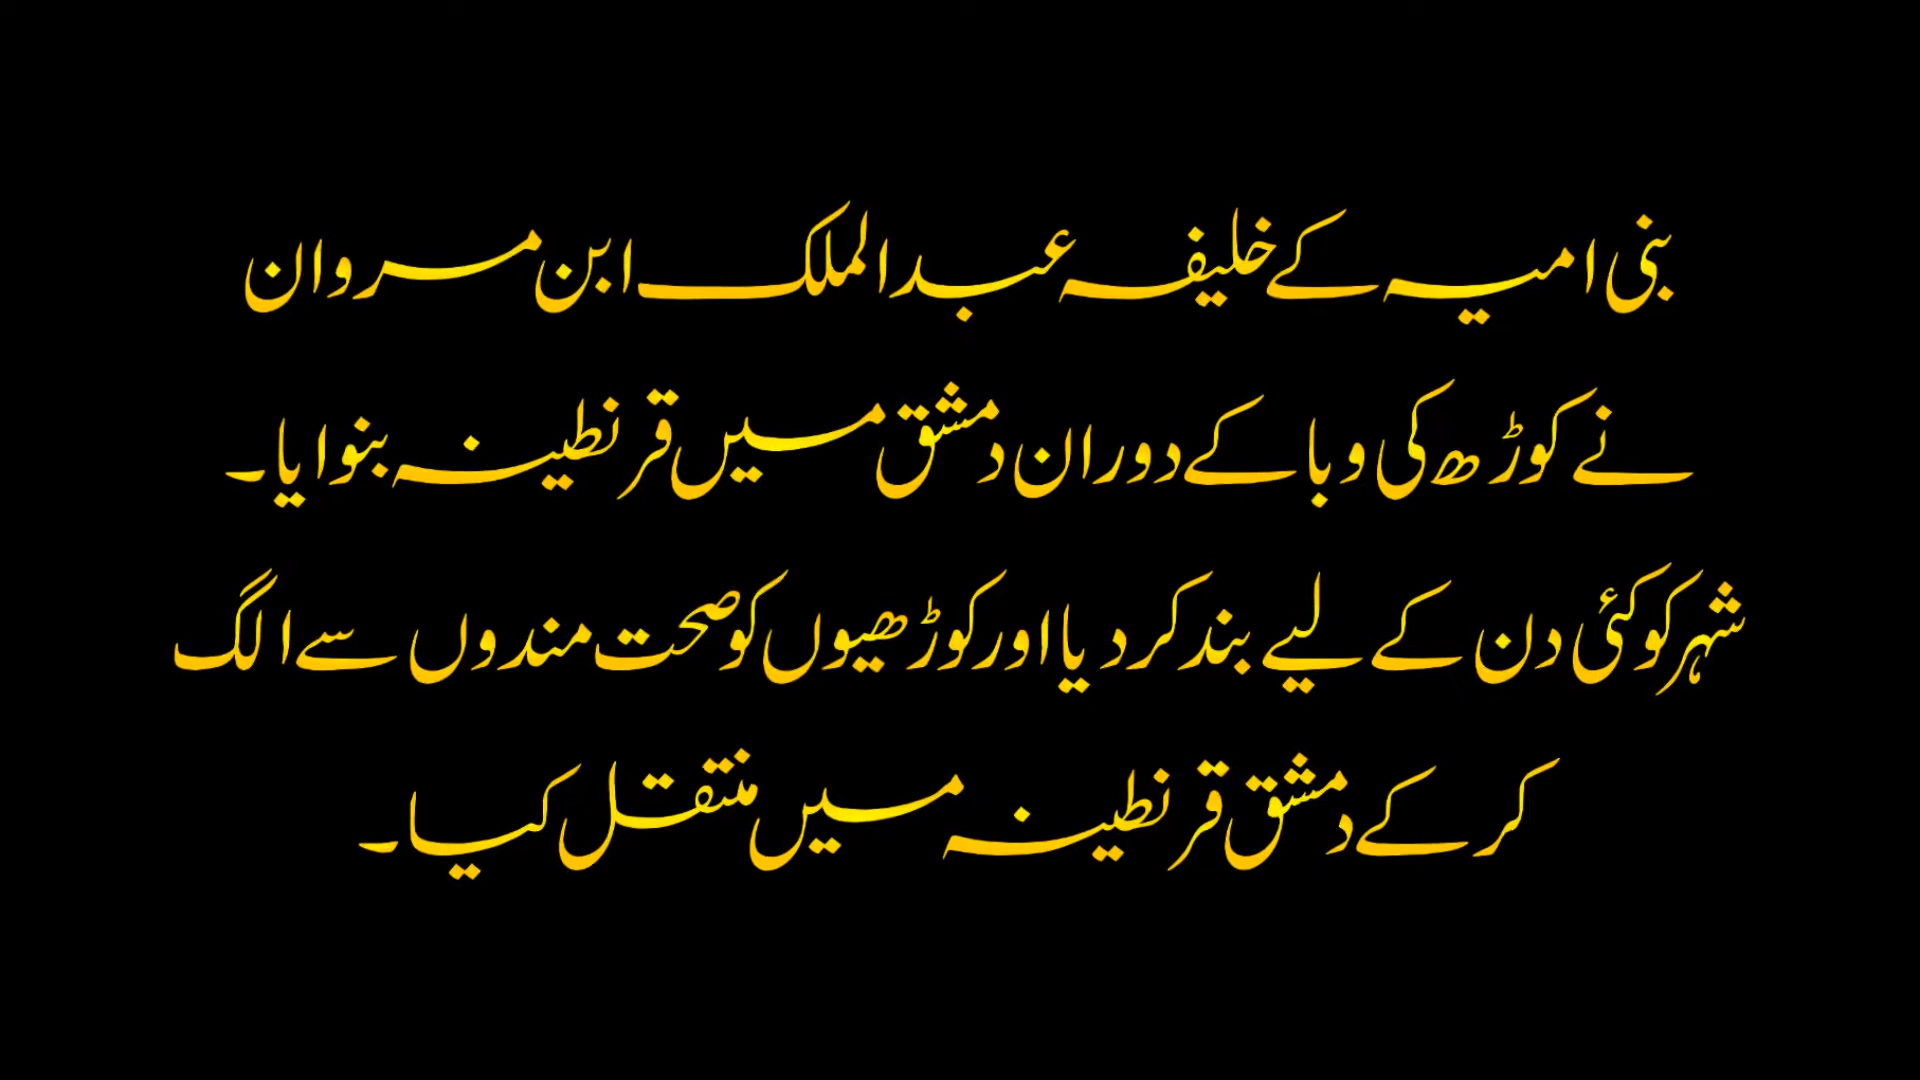 بنی امیہ کے خلیفہ عبدالملک ابن مروان
نے کوڑھ کی وبا کے دوران دمشق میں قرنطینہ بنوایا۔
شہر کو کئی دن کے لیے بند کر دیا اور کوڑھیوں کو صحت مندوں سے الگ
کر کے دمشق قرنطینہ میں منتقل کیا۔